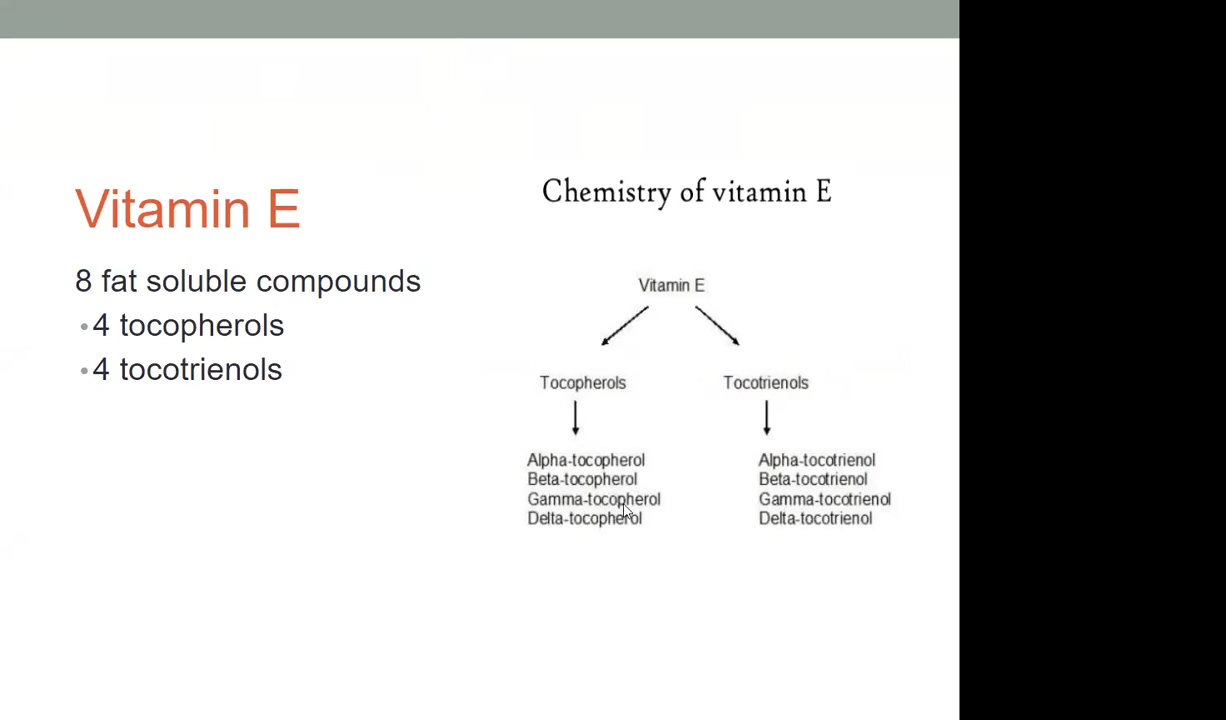 Vitamin E
8 fat soluble compounds
•4 tocopherols
•4 tocotrienols
Chemistry of vitamin E
Vitamin E
Tocopherols
Tocotrienols
Alpha-tocopherol
Beta-tocopherol
Gamma-tocopherol
Delta-tocopherol
Alpha-tocotrienol
Beta-tocotrienol
Gamma-tocotrienol
Delta-tocotrienol